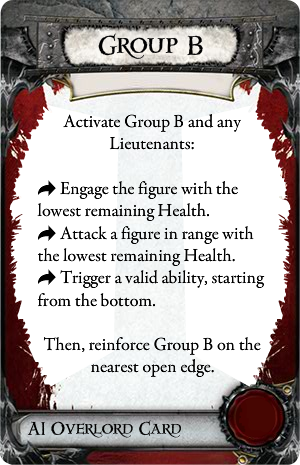 Group B
Activate Group B and any
Lieutenants:
➦ Engage the figure with the
lowest remaining Health.
➦ Attack a figure in range with
the lowest remaining Health.
➦ Trigger a valid ability, starting
from the bottom.
Then, reinforce Group B on the
nearest open edge.
AI Overlord Card